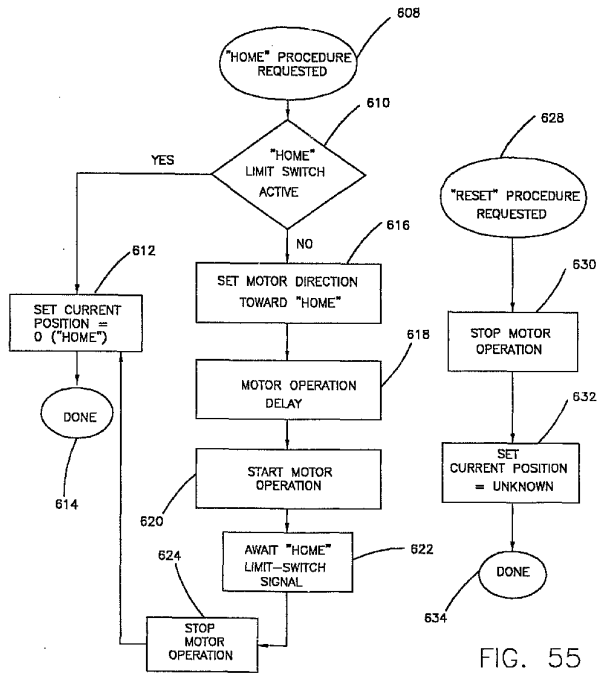 608
"HOME" PROCEDURE
REQUESTED
610
"HOME"
LIMIT SWITCH
ACTIVE
YES
NO
612
SET CURRENT
POSITION =
0 ("HOME")
DONE
614
616
SET MOTOR DIRECTION
TOWARD "HOME"
618
MOTOR OPERATION
DELAY
START MOTOR
OPERATION
620
AWAIT "HOME"
LIMIT-SWITCH
SIGNAL
622
624
STOP
MOTOR
OPERATION
628
"RESET" PROCEDURE
REQUESTED
630
STOP MOTOR
OPERATION
632
SET
CURRENT POSITION
= UNKNOWN
DONE
634
FIG. 55